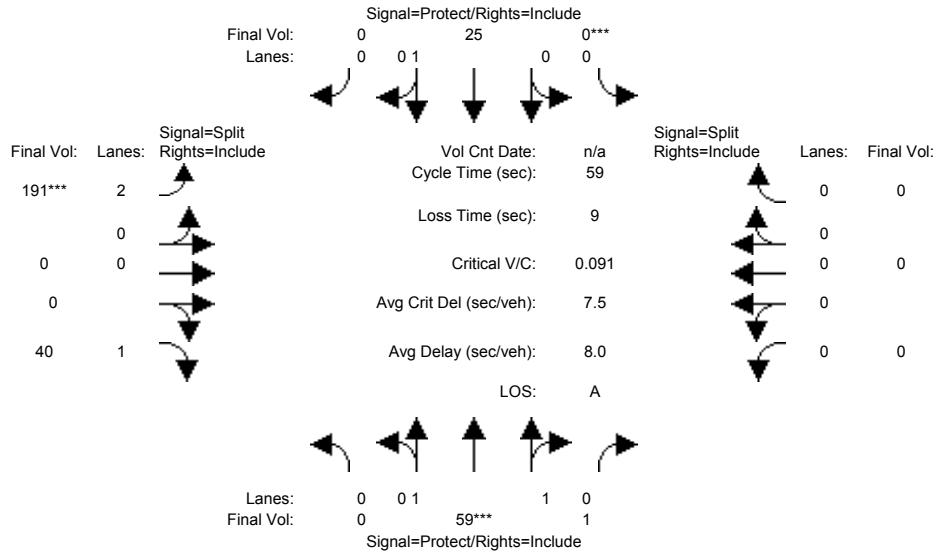 Signal=Protect/Rights=Include
Final Vol: 0 25 0***
Lanes: 0 0 1 0 0
Signal=Split
Final Vol: Lanes: Rights=Include
Vol Cnt Date: n/a
Signal=Split
Rights=Include Lanes: Final Vol:
Cycle Time (sec): 59
191*** 2
0 0
Loss Time (sec): 9
0
0
0 0
Critical V/C: 0.091
0 0
0
Avg Crit Del (sec/veh): 7.5
0
40 1
Avg Delay (sec/veh): 8.0
0 0
LOS: A
Lanes: 0 0 1 1 0
Final Vol: 0 59*** 1
Signal=Protect/Rights=Include